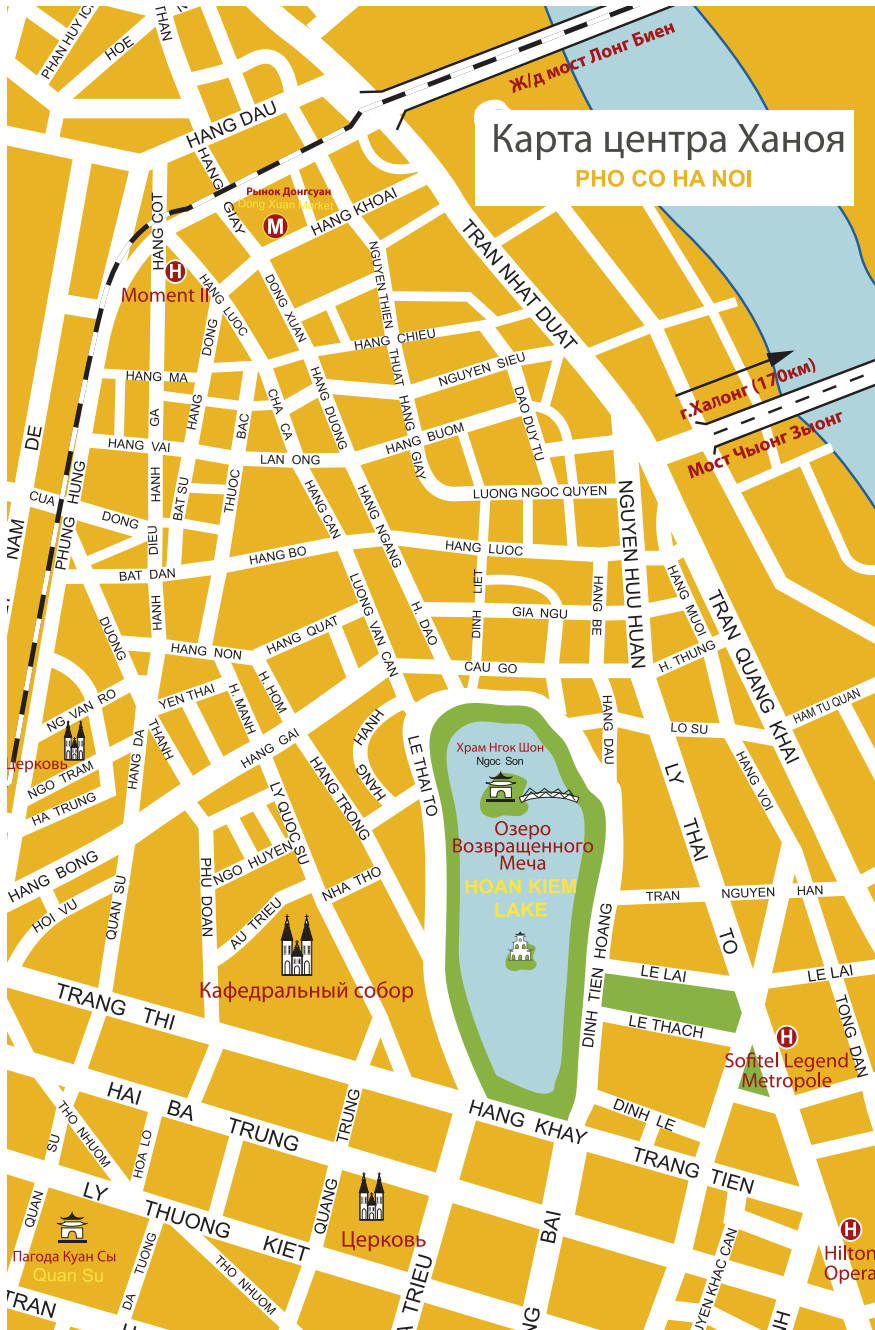 PHAN HUY IC
HOE
THAN
Ж/д мост Лонг Биен
Карта центра Ханоя
PHO CO HA NOI
HANG DAU
HANG
GIAY
Рынок Донгсуан
Dong Xuan Market
M
HANG KHOAI
HANG COT
H
Moment II
HANG LUOC
DONG XUAN
NGUYEN THIEN
THUAT
HANG
GIAY
TRAN NHAT DUAT
HANG CHIEU
NGUYEN SIEU
г.Халонг (170км)
Мост Чыонг Зыонг
HANG MA
DONG
HANG
GA
CHA CA
HANG DUONG
DAO DUY TU
BAC
THUOC
HANG BUOM
HANG VAI
LAN ONG
DE
NAM
CUA
DONG
PHUNG HUNG
HANH
DIEU
BAT SU
HANG CAN
HANG NGANG
LUONG NGOC QUYEN
NGUYEN HUU HUAN
HANG BO
HANG LUOC
BAT DAN
LIET
DINH
HANG BE
HANG MUOI
TRAN QUANG KHAI
HANH
LUONG VAN CAN
H. DAO
GIA NGU
DUONG
THANH
HANG NON
HANG QUAT
CAU GO
H. THUNG
NG. VAN RO
YEN THAI
H. MANH
H. HOM
HANG DAU
HAM TU QUAN
LO SU
HANG GAI
HANH
HANG
LE THAI TO
Храм Нгок Шон
Ngoc Son
HANG VOI
LY THAI TO
церковь
NGO TRAM
HA TRUNG
HANG DA
LY QUOC SU
HANG TRONG
Озеро
Возвращенного
Меча
HOAN KIEM
LAKE
HANG BONG
HOI VU
QUAN SU
PHU DOAN
NGO HUYEN
NHA THO
AU TRIEU
TRAN NGUYEN HAN
Кафедральный собор
DINH TIEN HOANG
LE LAI
LE LAI
LE THACH
TONG DAN
TRANG THI
H
Sofitel Legend
Metropole
HAI BA TRUNG
HANG KHAY
DINH LE
TRANG TIEN
THO NHUOM
HOA LO
QUANG TRUNG
QUAN SU
LY THUONG KIET
Церковь
BAI
H
Hilton
Opera
Пагода Куан Сы
Quan Su
DA TUONG
THO NHUOM
A TRIEU
YEN KHAC CAN
TRAN
NG
NH